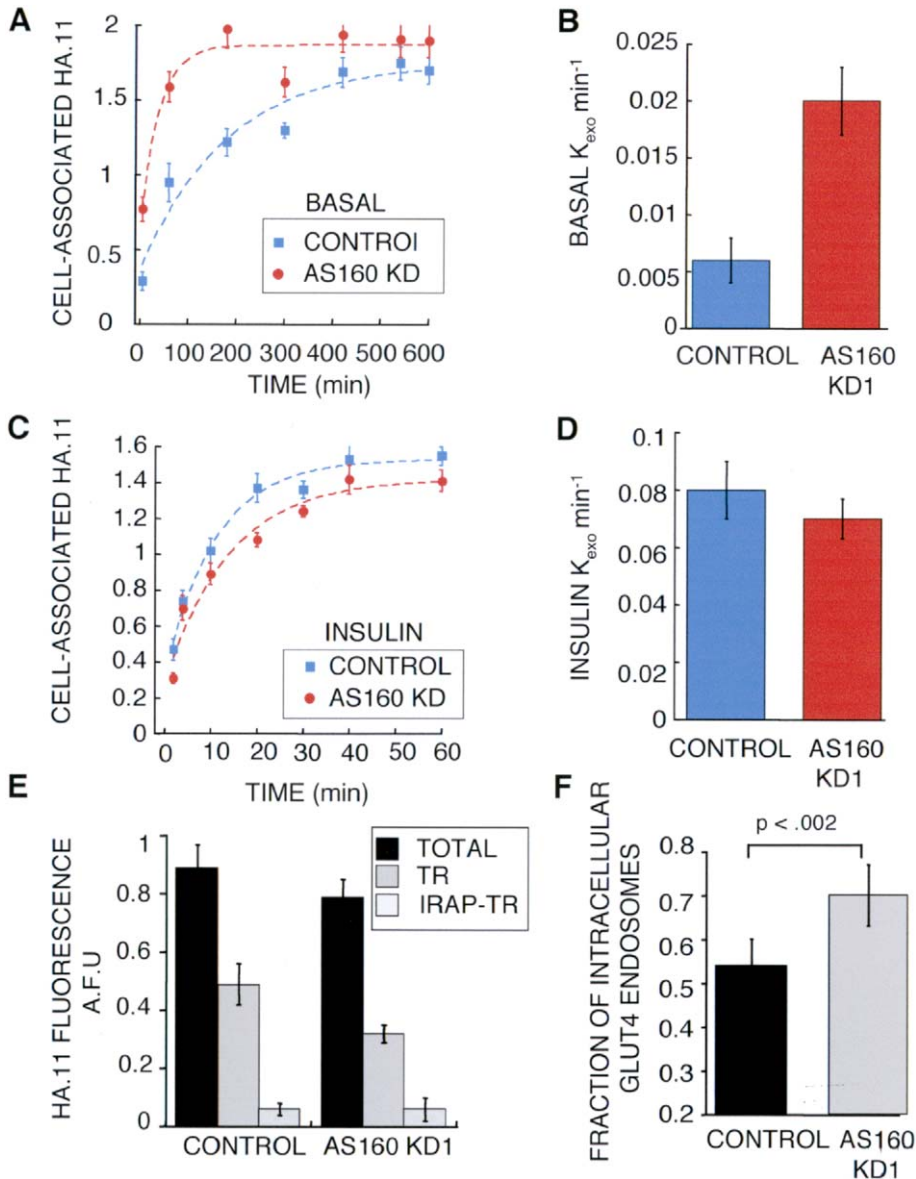 A
CELL-ASSOCIATED HA.11
2
1.5
1
0.5
0
0 100 200 300 400 500 600
TIME (min)
BASAL
CONTROI
AS160 KD
B
BASAL Kexo min-1
0.025
0.02
0.015
0.01
0.005
0
CONTROL AS160
KD1
C
CELL-ASSOCIATED HA.11
1.6
1.4
1.2
1
0.8
0.6
0.4
0.2
0
0 10 20 30 40 50 60
TIME (min)
INSULIN
CONTROL
AS160 KD
D
INSULIN Kexo min-1
0.1
0.08
0.06
0.04
0.02
0
CONTROL AS160
KD1
E
HA.11 FLUORESCENCE
A.F.U
1
0.8
0.6
0.4
0.2
0
TOTAL
TR
IRAP-TR
CONTROL AS160 KD1
F
FRACTION OF INTRACELLULAR
GLUT4 ENDOSOMES
p < .002
0.8
0.7
0.6
0.5
0.4
0.3
0.2
CONTROL AS160
KD1